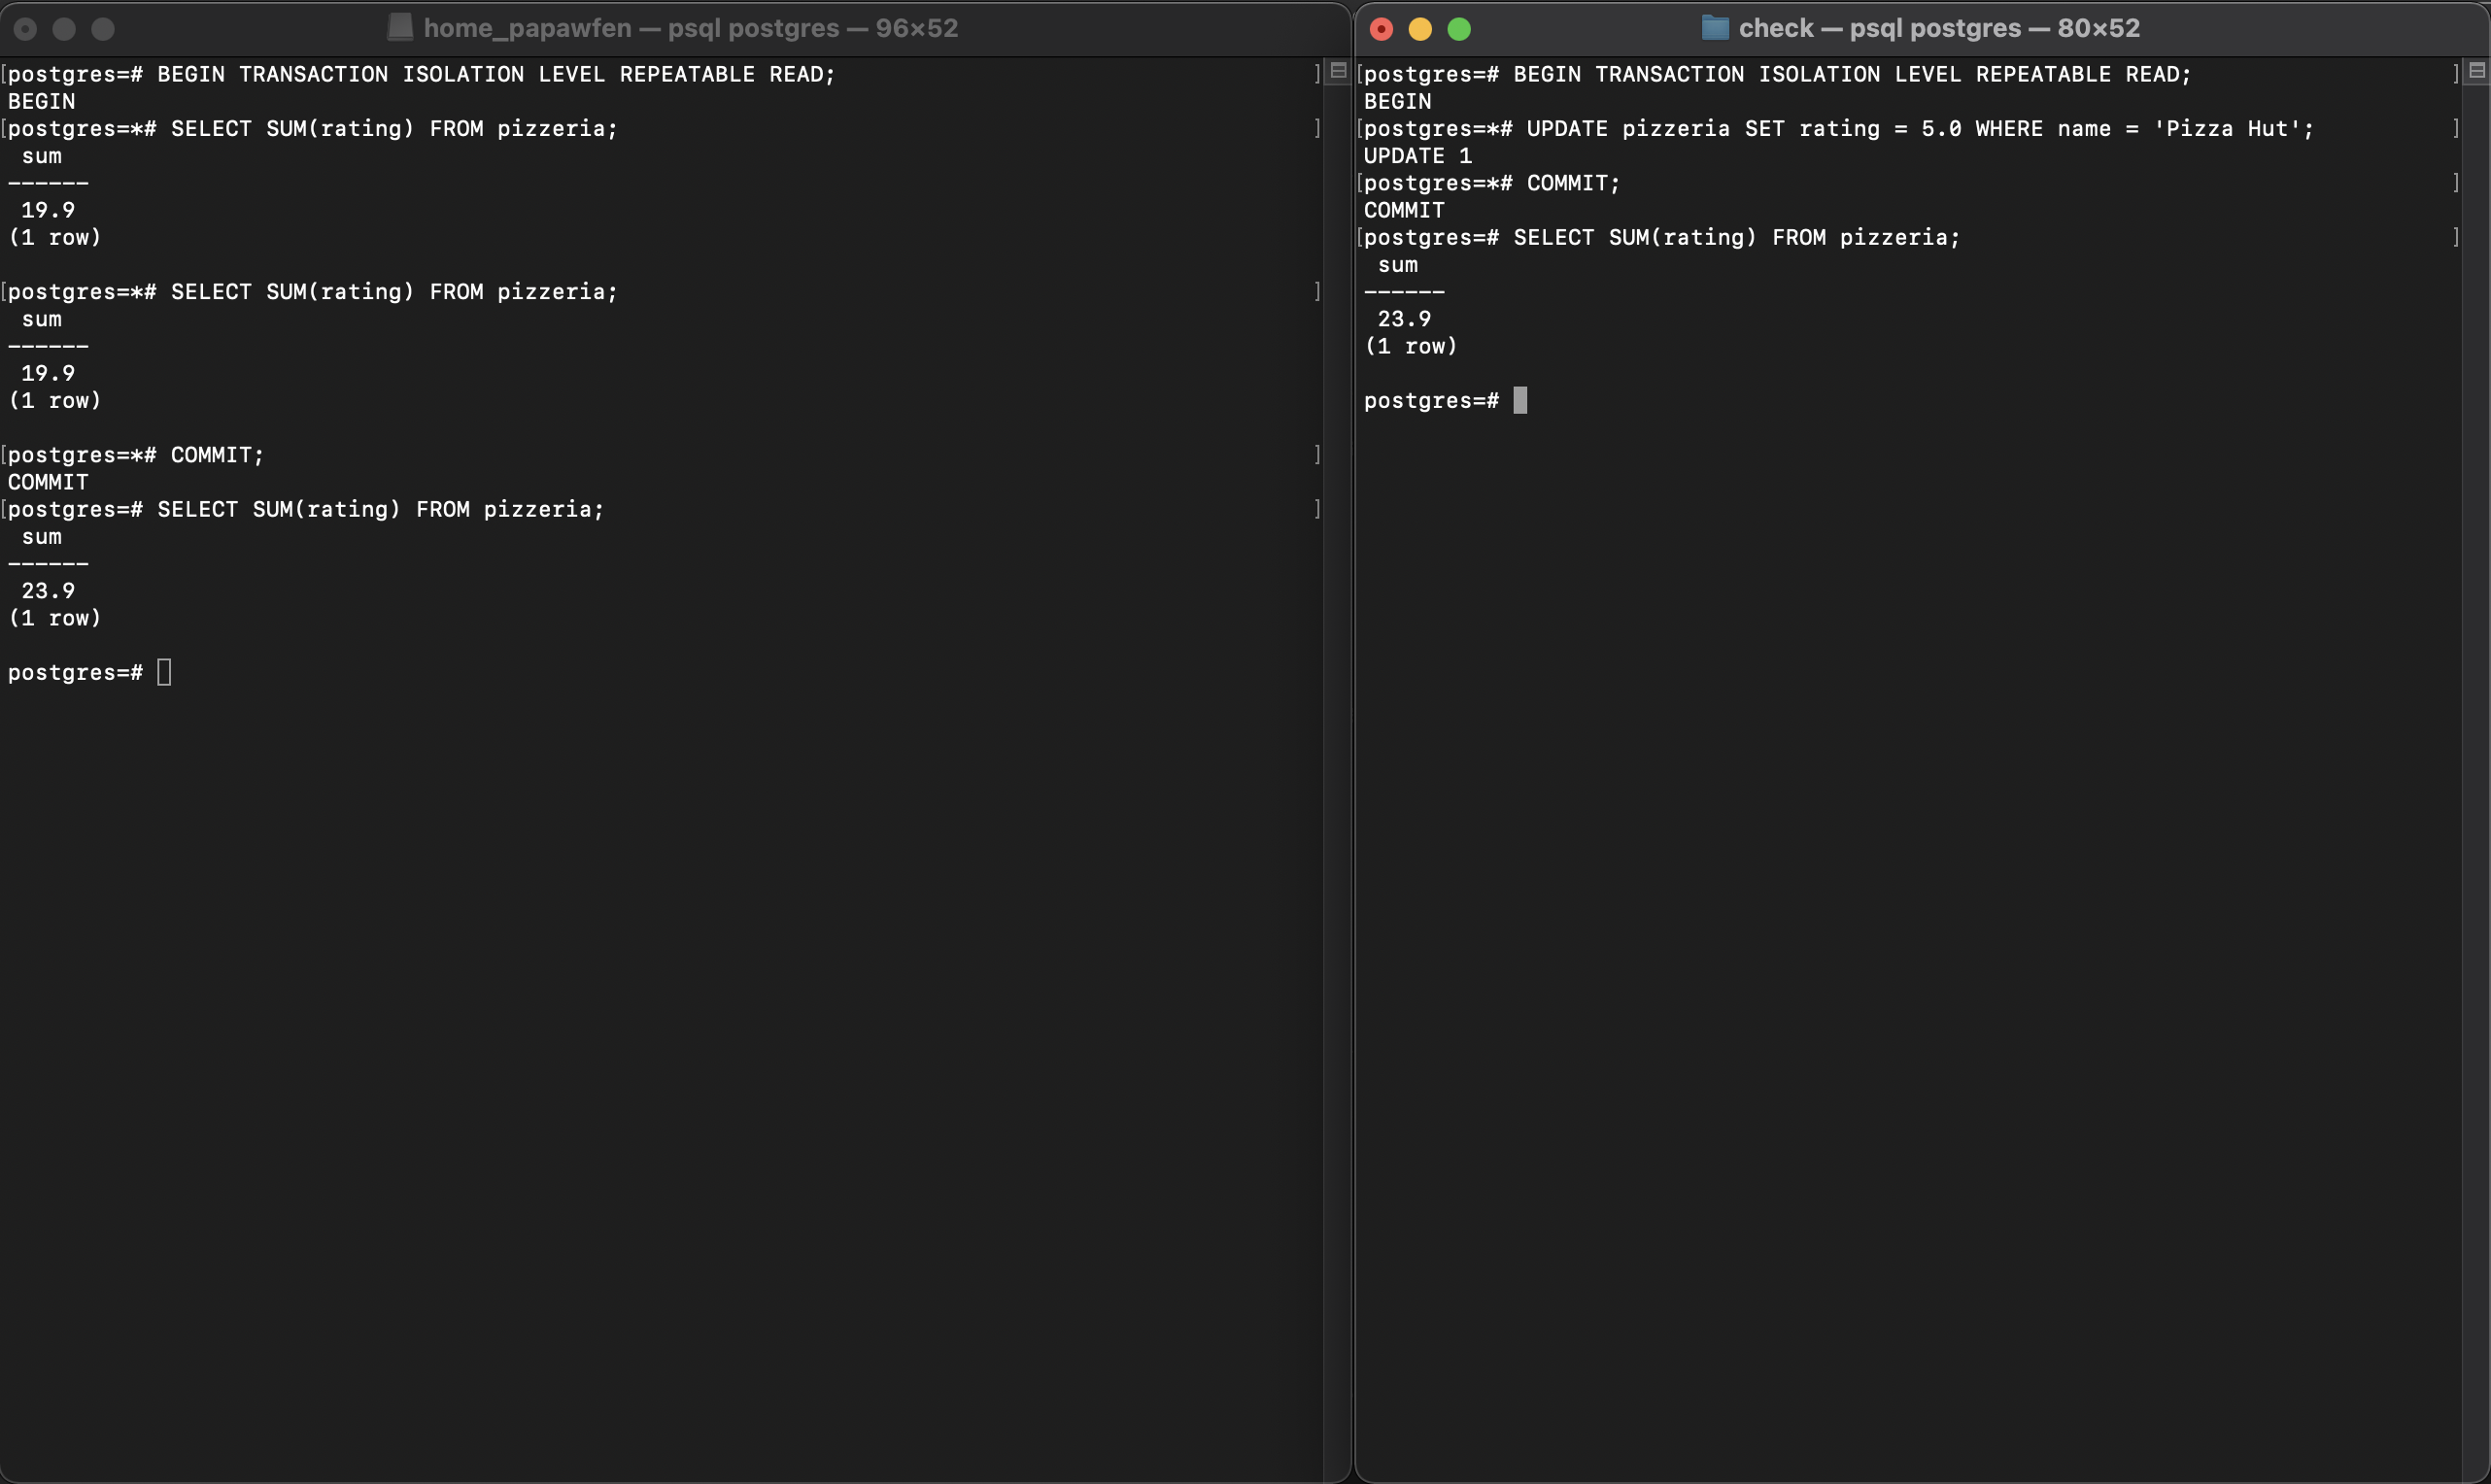 home_papawfen — psql postgres — 96×52
postgres=# BEGIN TRANSACTION ISOLATION LEVEL REPEATABLE READ;
BEGIN
postgres=*# SELECT SUM(rating) FROM pizzeria;
sum
------
19.9
(1 row)
postgres=*# SELECT SUM(rating) FROM pizzeria;
sum
------
19.9
(1 row)
postgres=*# COMMIT;
COMMIT
postgres=# SELECT SUM(rating) FROM pizzeria;
sum
------
23.9
(1 row)
postgres=#
check — psql postgres — 80×52
postgres=# BEGIN TRANSACTION ISOLATION LEVEL REPEATABLE READ;
BEGIN
postgres=*# UPDATE pizzeria SET rating = 5.0 WHERE name = 'Pizza Hut';
UPDATE 1
postgres=*# COMMIT;
COMMIT
postgres=# SELECT SUM(rating) FROM pizzeria;
sum
------
23.9
(1 row)
postgres=#